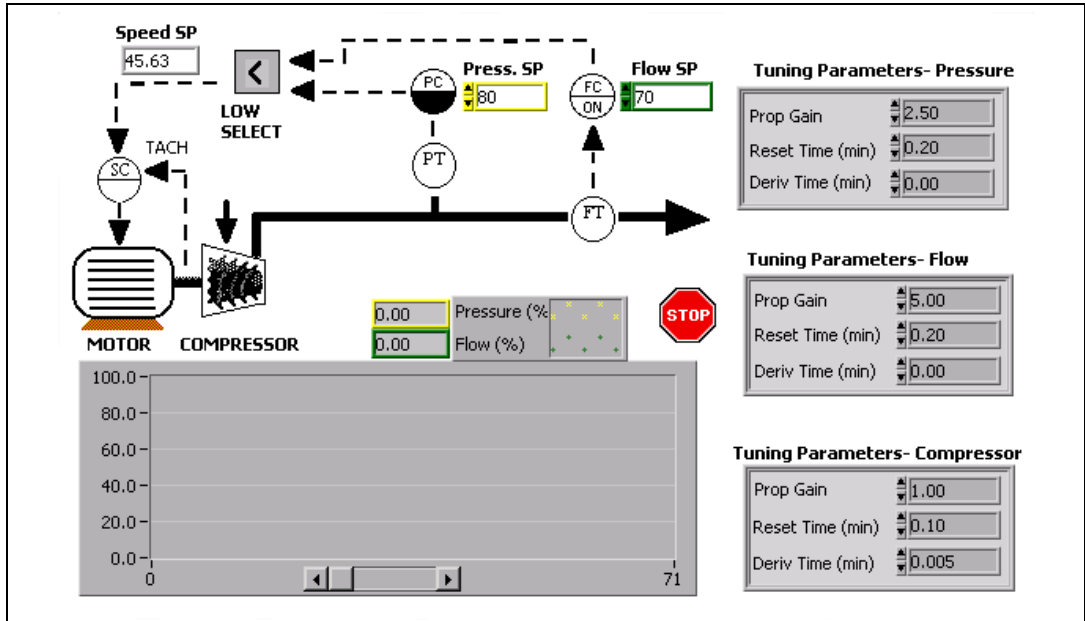 Speed SP
45.63
<
LOW
SELECT
PC
Press. SP
80
FC
ON
Flow SP
70
TACH
SC
PT
FT
MOTOR
COMPRESSOR
0.00
Pressure (%
0.00
Flow (%)
STOP
100.0
80.0
60.0
40.0
20.0
0.0
0
71
Tuning Parameters- Pressure
Prop Gain 2.50
Reset Time (min) 0.20
Deriv Time (min) 0.00
Tuning Parameters- Flow
Prop Gain 5.00
Reset Time (min) 0.20
Deriv Time (min) 0.00
Tuning Parameters- Compressor
Prop Gain 1.00
Reset Time (min) 0.10
Deriv Time (min) 0.005